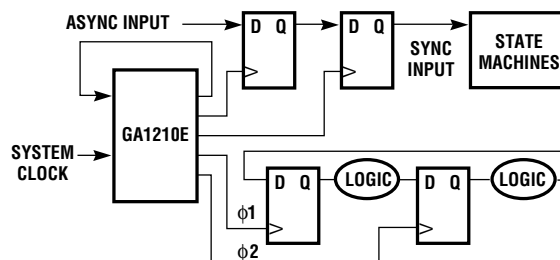 ASYNC INPUT
D Q
D Q
SYNC
INPUT
STATE
MACHINES
GA1210E
SYSTEM
CLOCK
D Q
LOGIC
D Q
LOGIC
ϕ1
ϕ2